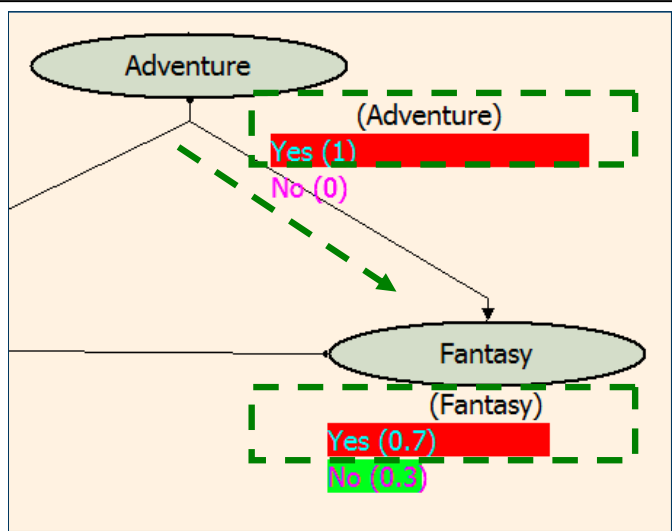 Adventure
(Adventure)
Yes (1)
No (0)
Fantasy
(Fantasy)
Yes (0.7)
No (0.3)